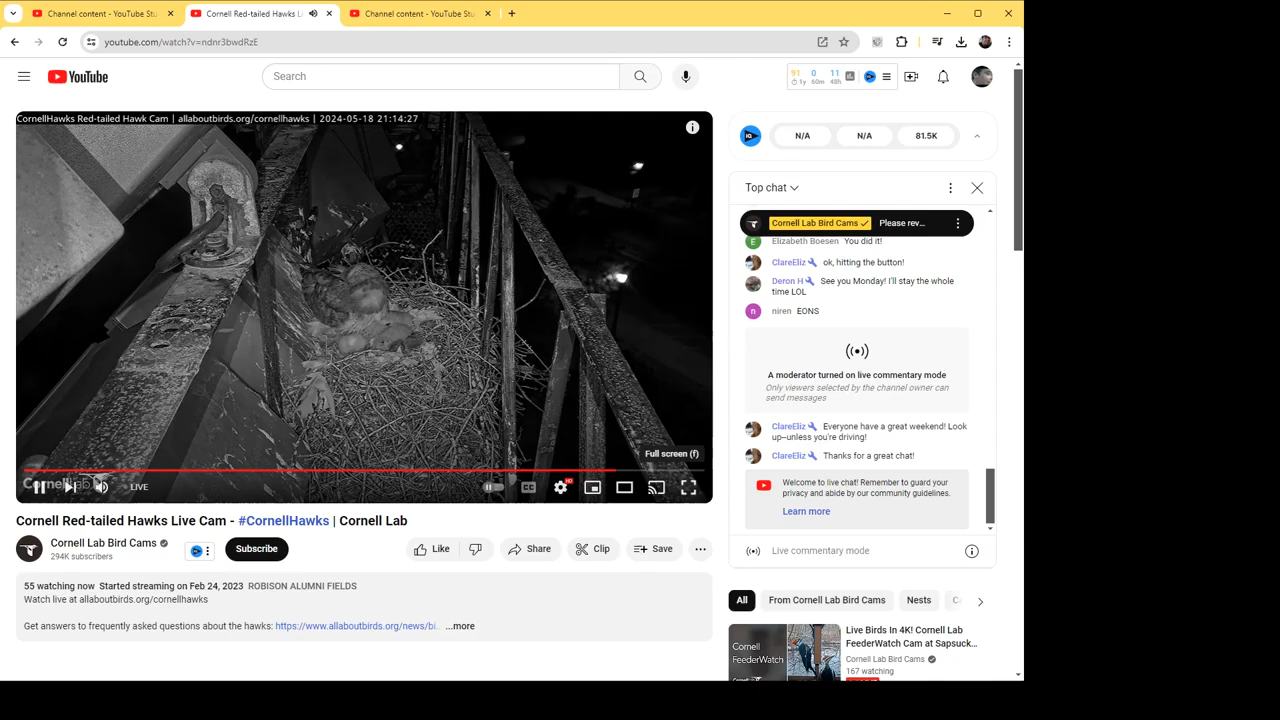 Channel content - YouTube Stu
Cornell Red-tailed Hawks Li
Channel content - YouTube Stu
youtube.com/watch?v=ndnr3bwdRzE
YouTube
Search
91 0 11
1y 60m 48h
CornellHawks Red-tailed Hawk Cam | allaboutbirds.org/cornellhawks | 2024-05-18 21:14:27
Full screen (f)
LIVE
HD
Cornell Red-tailed Hawks Live Cam - #CornellHawks | Cornell Lab
Cornell Lab Bird Cams
294K subscribers
Subscribe
Like
Share
Clip
Save
55 watching now Started streaming on Feb 24, 2023 ROBISON ALUMNI FIELDS
Watch live at allaboutbirds.org/cornellhawks
Get answers to frequently asked questions about the hawks: https://www.allaboutbirds.org/news/bi... ...more
IQ
N/A
N/A
81.5K
Top chat
Cornell Lab Bird Cams Please rev...
E Elizabeth Boesen You did it!
ClareEliz ok, hitting the button!
Deron H See you Monday! I'll stay the whole
time LOL
n niren EONS
A moderator turned on live commentary mode
Only viewers selected by the channel owner can
send messages
ClareEliz Everyone have a great weekend! Look
up–unless you're driving!
ClareEliz Thanks for a great chat!
Welcome to live chat! Remember to guard your
privacy and abide by our community guidelines.
Learn more
Live commentary mode
All
From Cornell Lab Bird Cams
Nests
Cornell
FeederWatch
Live Birds In 4K! Cornell Lab
FeederWatch Cam at Sapsuck...
Cornell Lab Bird Cams
167 watching